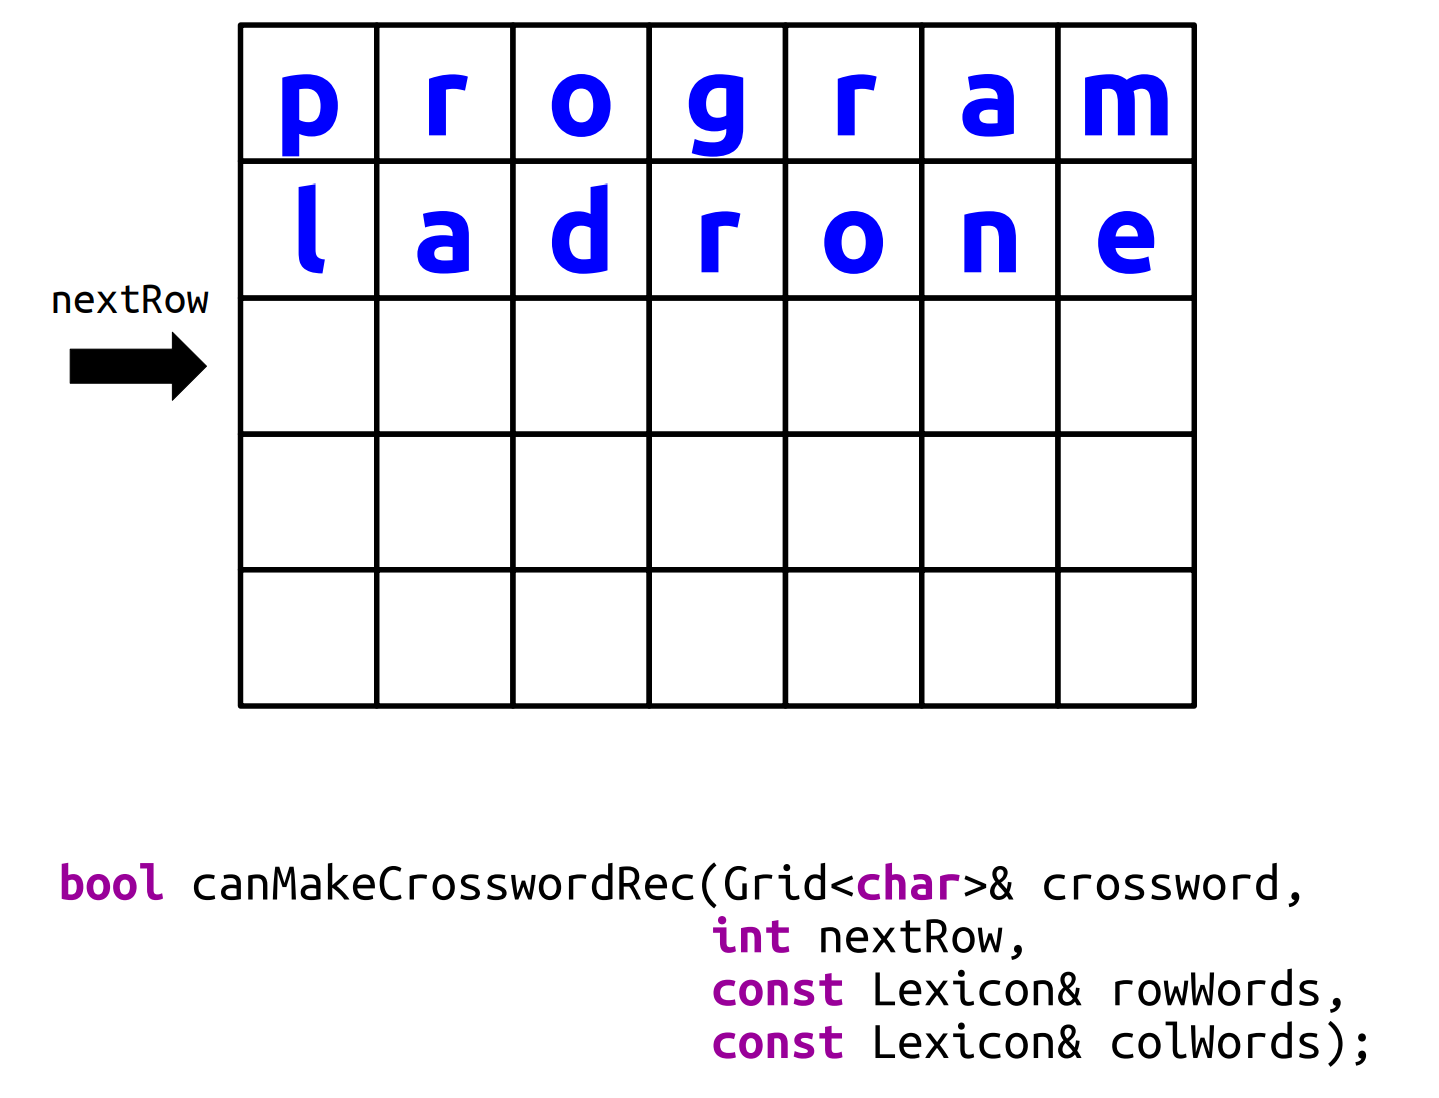 p r o g r a m
l a d r o n e
nextRow
bool canMakeCrosswordRec(Grid<char>& crossword,
int nextRow,
const Lexicon& rowWords,
const Lexicon& colWords);